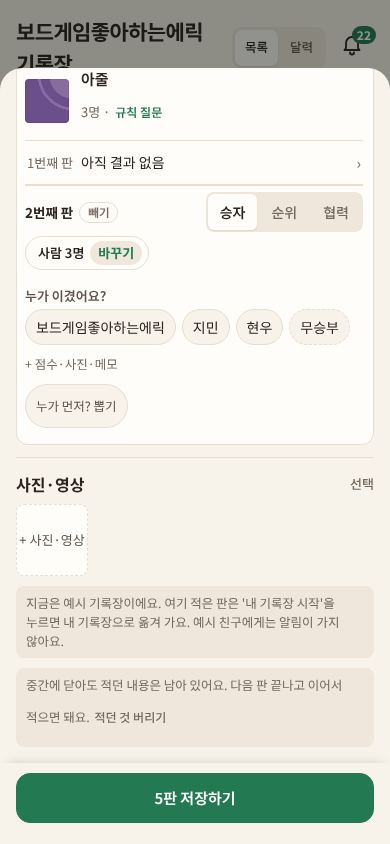 보드게임좋아하는에릭
기록장
목록
달력
22
아줄
3명 · 규칙 질문
1번째 판 아직 결과 없음 ›
2번째 판 빼기
승자 순위 협력
사람 3명 바꾸기
누가 이겼어요?
보드게임좋아하는에릭 지민 현우 무승부
+ 점수·사진·메모
누가 먼저? 뽑기
사진·영상 선택
+ 사진·영상
지금은 예시 기록장이에요. 여기 적은 판은 '내 기록장 시작'을
누르면 내 기록장으로 옮겨 가요. 예시 친구에게는 알림이 가지
않아요.
중간에 닫아도 적던 내용은 남아 있어요. 다음 판 끝나고 이어서
적으면 돼요. 적던 것 버리기
5판 저장하기